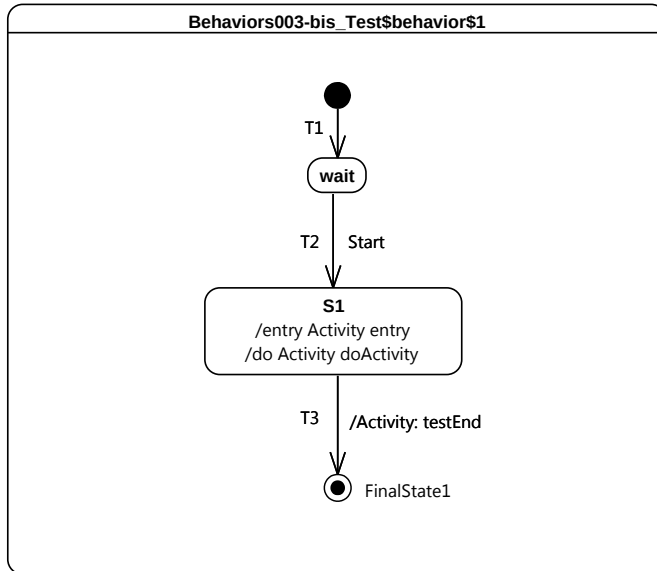 Behaviors003-bis_Test$behavior$1
T1
wait
T2 Start
S1
/entry Activity entry
/do Activity doActivity
T3 /Activity: testEnd
FinalState1